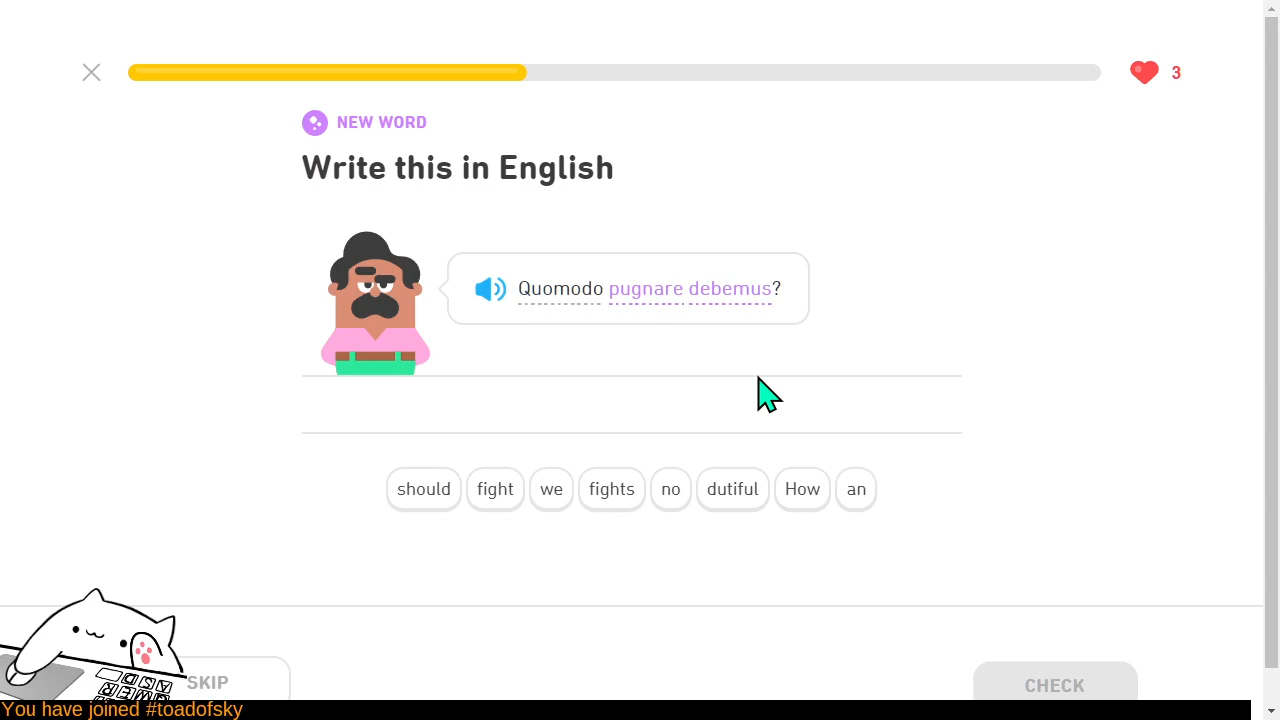 3
NEW WORD
Write this in English
Quomodo pugnare debemus?
should fight we fights no dutiful How an
SKIP
CHECK
You have joined #toadofsky